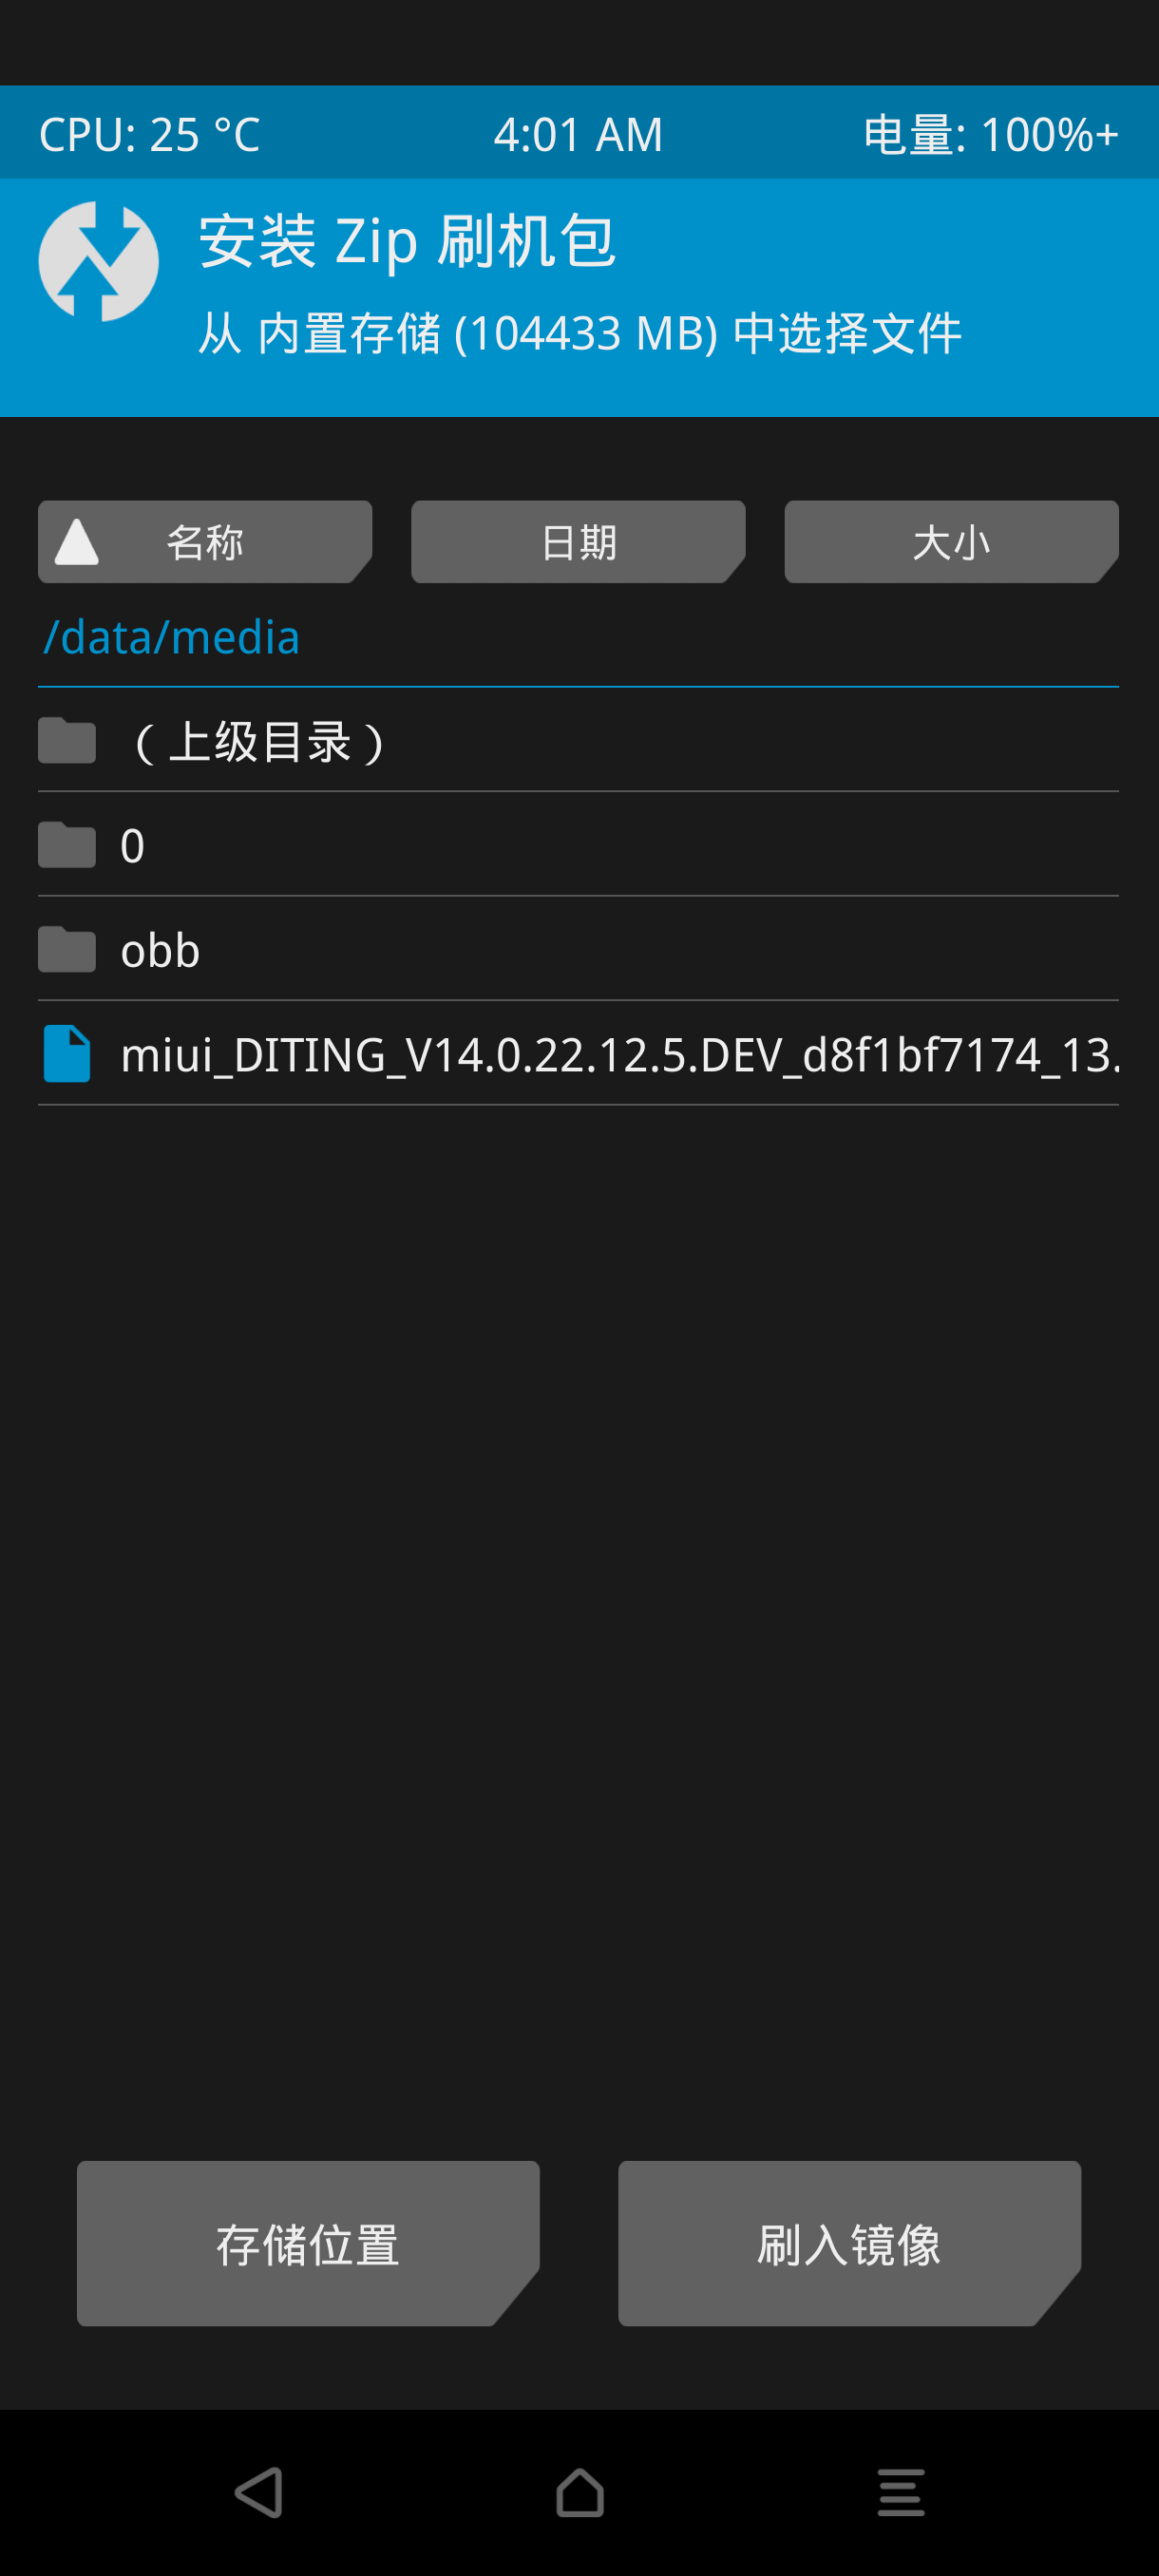 CPU: 25 °C 4:01 AM 电量: 100%+
安装 Zip 刷机包
从 内置存储 (104433 MB) 中选择文件
名称 日期 大小
/data/media
（上级目录）
0
obb
miui_DITING_V14.0.22.12.5.DEV_d8f1bf7174_13.
存储位置 刷入镜像